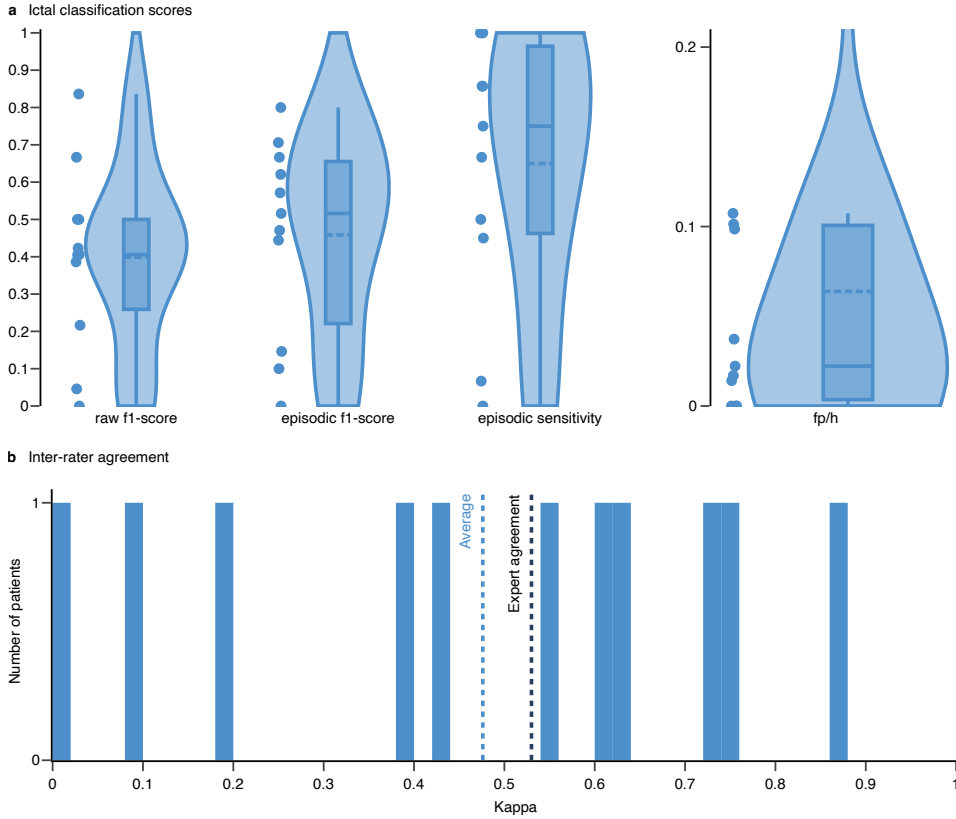 a Ictal classification scores
1
0.9
0.8
0.7
0.6
0.5
0.4
0.3
0.2
0.1
0
0.2
0.1
0
raw f1-score
episodic f1-score
episodic sensitivity
fp/h
b Inter-rater agreement
Number of patients
1
0
Average
Expert agreement
0 0.1 0.2 0.3 0.4 0.5 0.6 0.7 0.8 0.9 1
Kappa